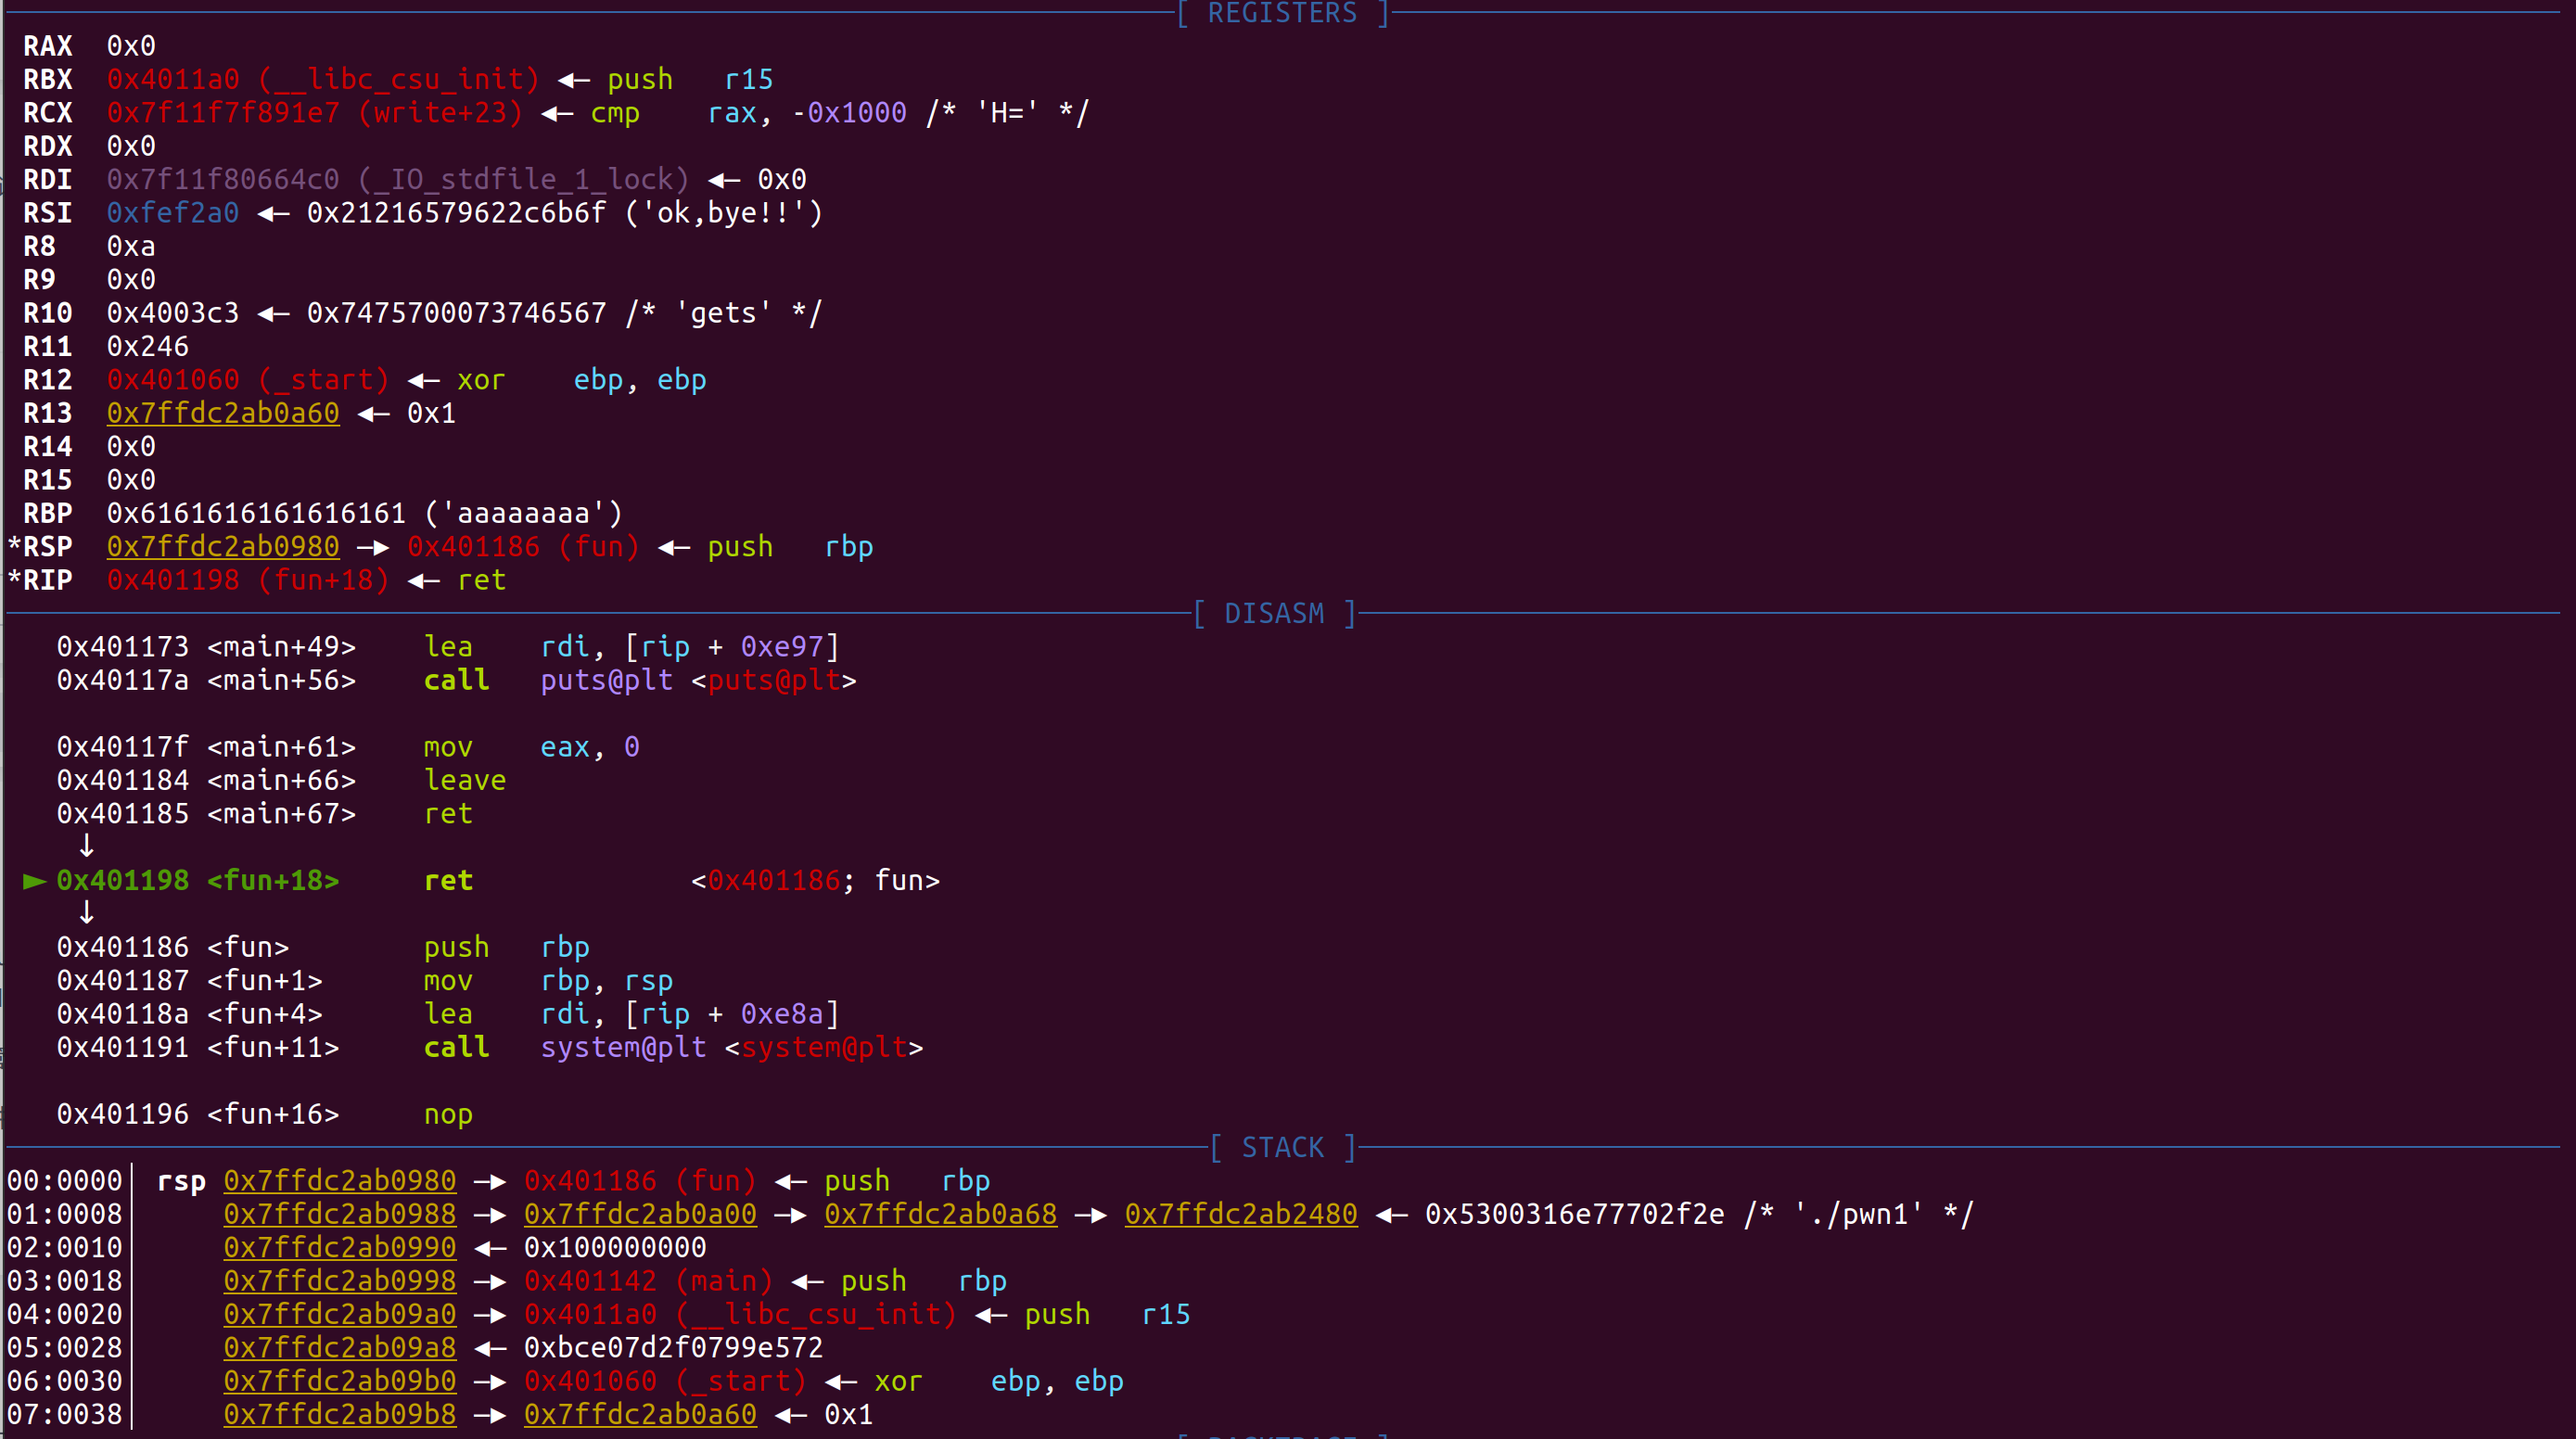 [ REGISTERS ]
RAX 0x0
RBX 0x4011a0 (__libc_csu_init) ◂— push r15
RCX 0x7f11f7f891e7 (write+23) ◂— cmp rax, -0x1000 /* 'H=' */
RDX 0x0
RDI 0x7f11f80664c0 (_IO_stdfile_1_lock) ◂— 0x0
RSI 0xfef2a0 ◂— 0x21216579622c6b6f ('ok,bye!!')
R8 0xa
R9 0x0
R10 0x4003c3 ◂— 0x7475700073746567 /* 'gets' */
R11 0x246
R12 0x401060 (_start) ◂— xor ebp, ebp
R13 0x7ffdc2ab0a60 ◂— 0x1
R14 0x0
R15 0x0
RBP 0x6161616161616161 ('aaaaaaaa')
*RSP 0x7ffdc2ab0980 —▸ 0x401186 (fun) ◂— push rbp
*RIP 0x401198 (fun+18) ◂— ret
[ DISASM ]
0x401173 <main+49> lea rdi, [rip + 0xe97]
0x40117a <main+56> call puts@plt <puts@plt>
0x40117f <main+61> mov eax, 0
0x401184 <main+66> leave
0x401185 <main+67> ret
↓
► 0x401198 <fun+18> ret <0x401186; fun>
↓
0x401186 <fun> push rbp
0x401187 <fun+1> mov rbp, rsp
0x40118a <fun+4> lea rdi, [rip + 0xe8a]
0x401191 <fun+11> call system@plt <system@plt>
0x401196 <fun+16> nop
[ STACK ]
00:0000│ rsp 0x7ffdc2ab0980 —▸ 0x401186 (fun) ◂— push rbp
01:0008│ 0x7ffdc2ab0988 —▸ 0x7ffdc2ab0a00 —▸ 0x7ffdc2ab0a68 —▸ 0x7ffdc2ab2480 ◂— 0x5300316e77702f2e /* './pwn1' */
02:0010│ 0x7ffdc2ab0990 ◂— 0x100000000
03:0018│ 0x7ffdc2ab0998 —▸ 0x401142 (main) ◂— push rbp
04:0020│ 0x7ffdc2ab09a0 —▸ 0x4011a0 (__libc_csu_init) ◂— push r15
05:0028│ 0x7ffdc2ab09a8 ◂— 0xbce07d2f0799e572
06:0030│ 0x7ffdc2ab09b0 —▸ 0x401060 (_start) ◂— xor ebp, ebp
07:0038│ 0x7ffdc2ab09b8 —▸ 0x7ffdc2ab0a60 ◂— 0x1